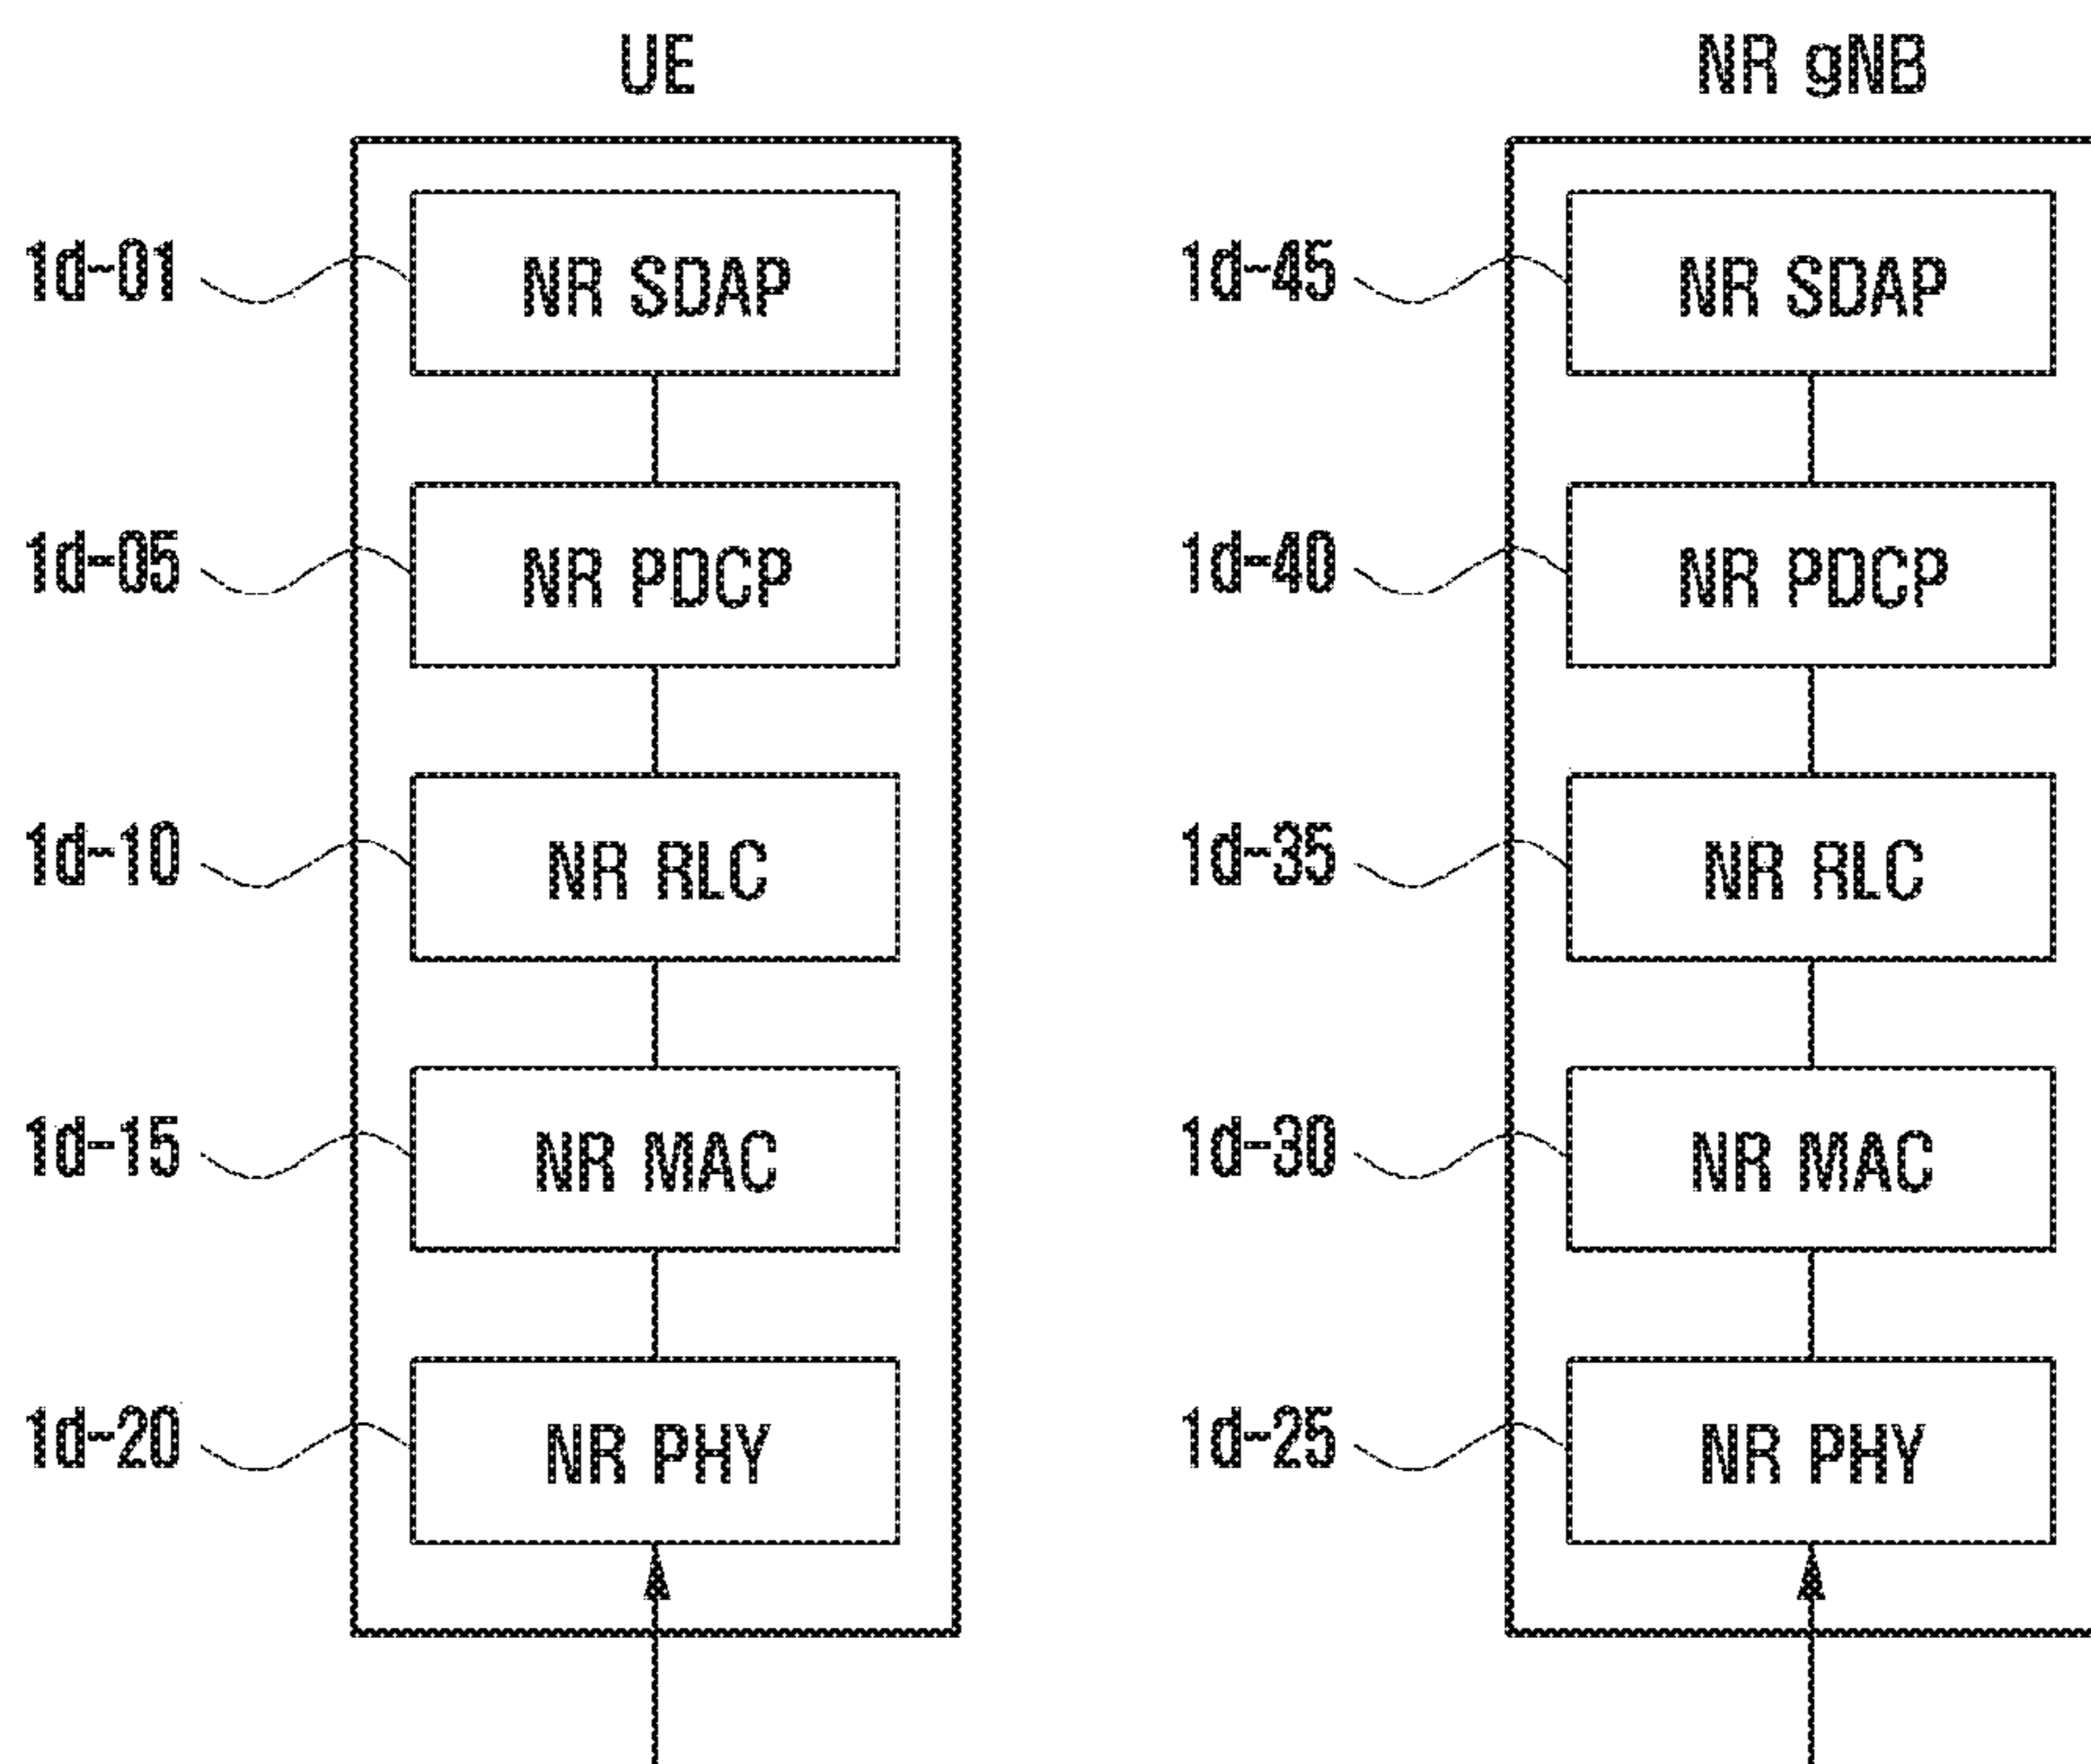 UE NR gNB
1d-01 NR SDAP 1d-45 NR SDAP
1d-05 NR PDCP 1d-40 NR PDCP
1d-10 NR RLC 1d-35 NR RLC
1d-15 NR MAC 1d-30 NR MAC
1d-20 NR PHY 1d-25 NR PHY